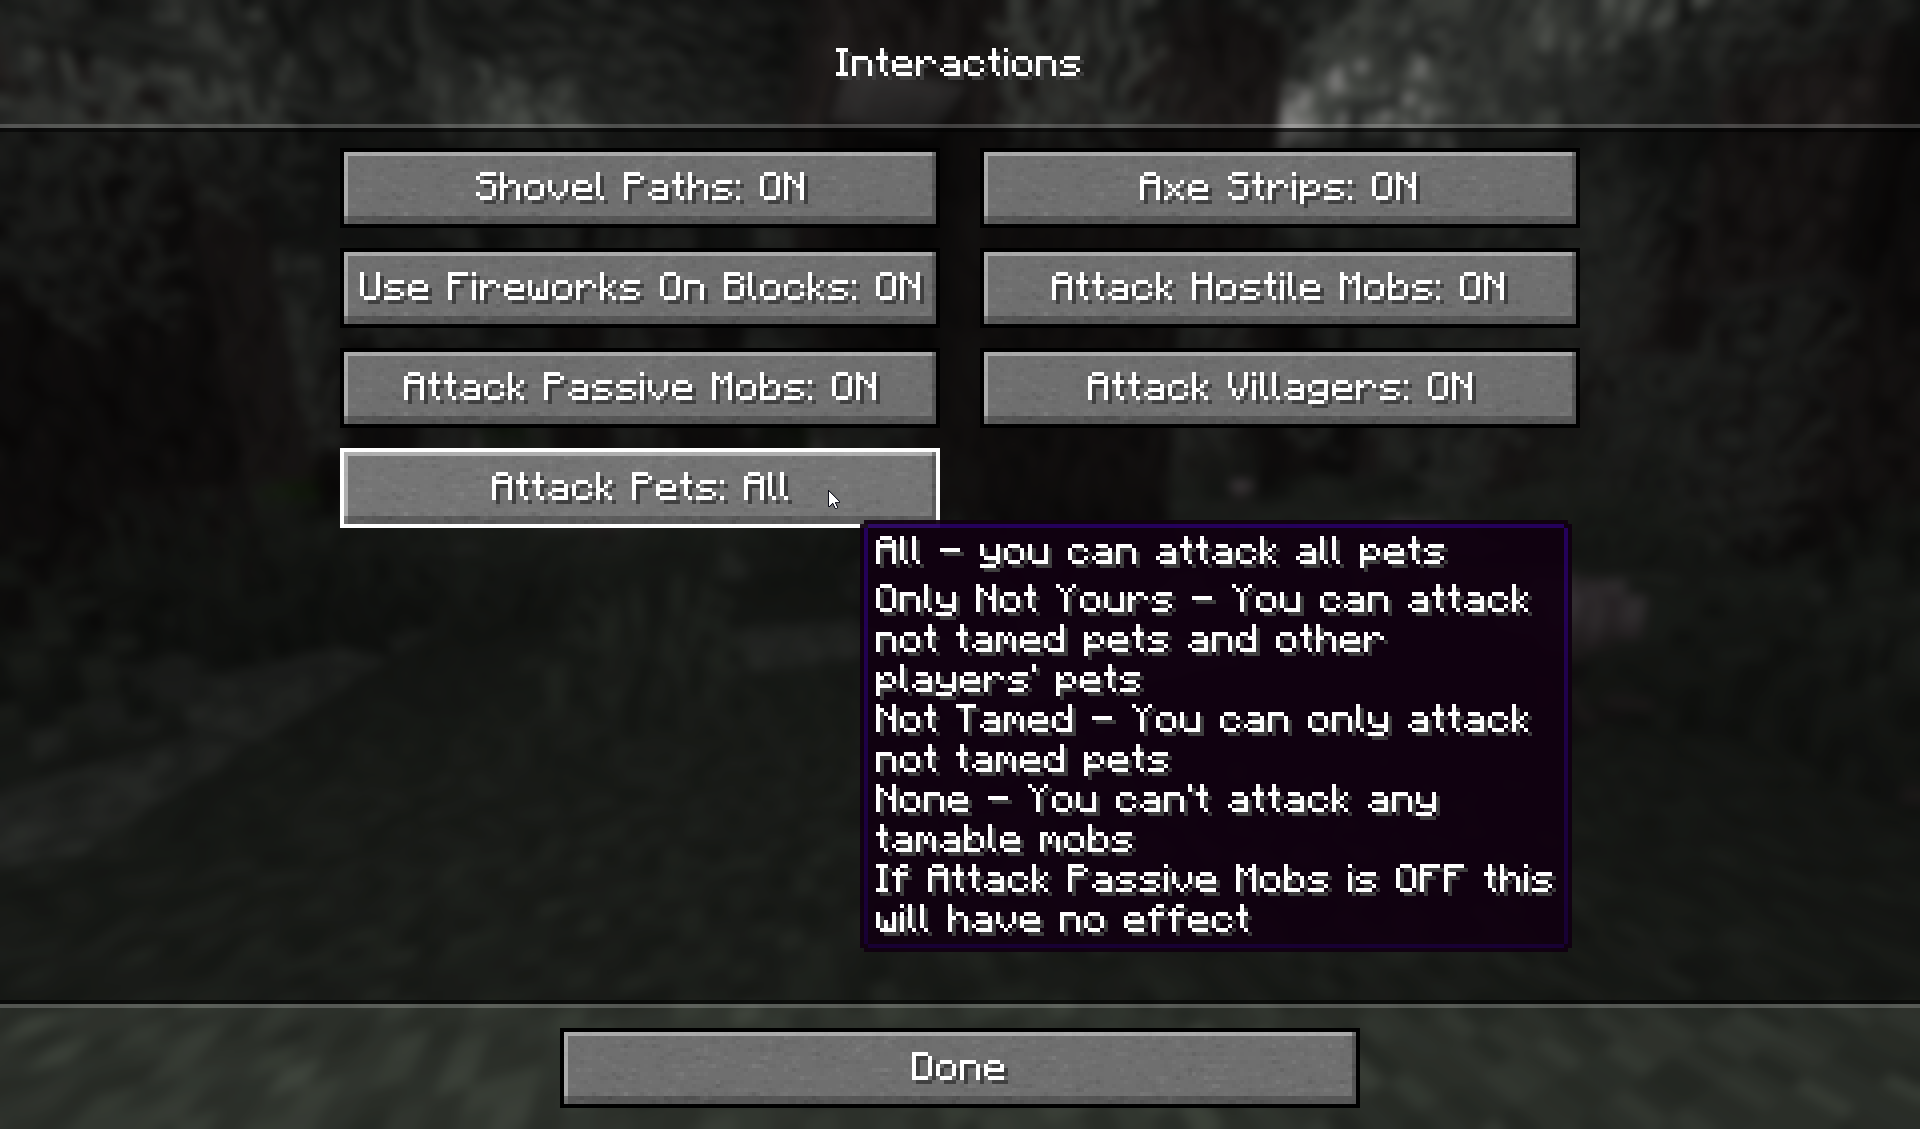 Interactions
Shovel Paths: ON
Axe Strips: ON
Use Fireworks On Blocks: ON
Attack Hostile Mobs: ON
Attack Passive Mobs: ON
Attack Villagers: ON
Attack Pets: All
All – you can attack all pets
Only Not Yours – You can attack
not tamed pets and other
players' pets
Not Tamed – You can only attack
not tamed pets
None – You can't attack any
tamable mobs
If Attack Passive Mobs is OFF this
will have no effect
Done